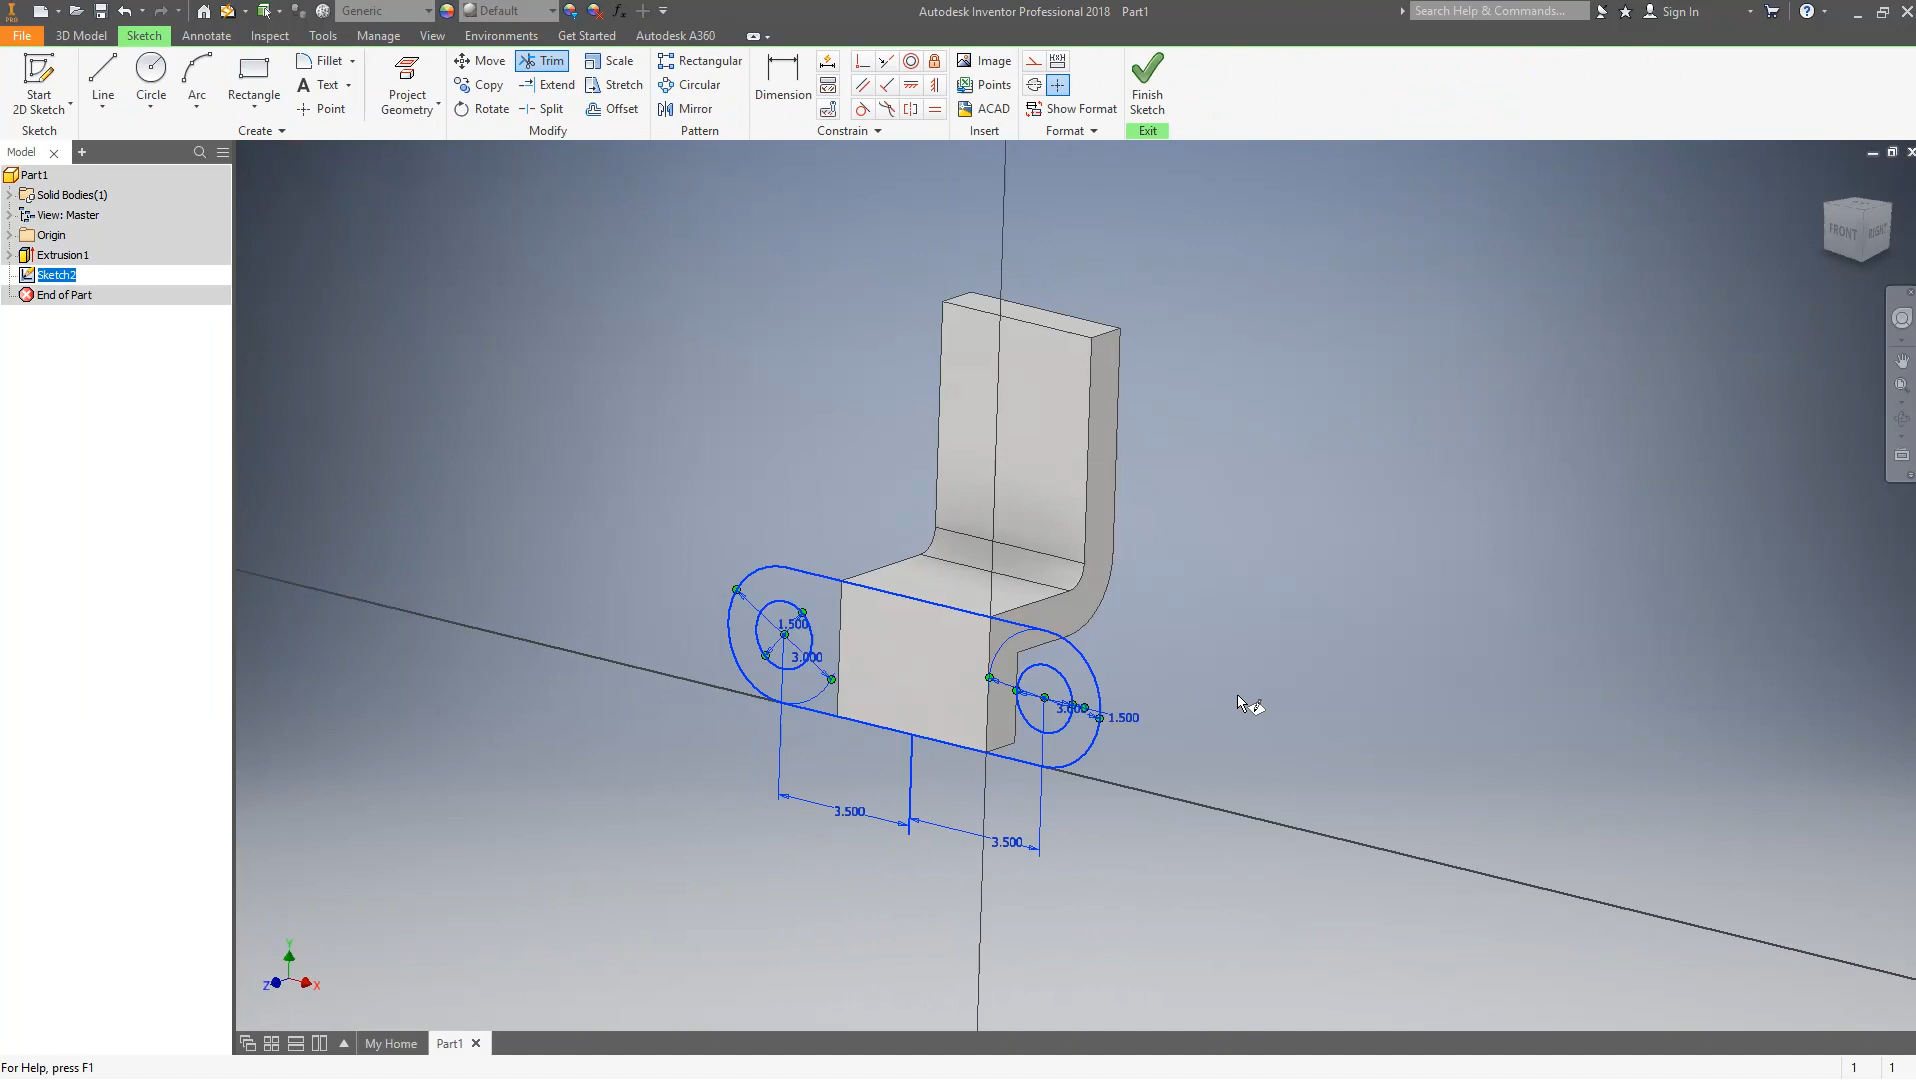 Generic
Default
fx
Autodesk Inventor Professional 2018 Part1
Search Help & Commands...
Sign In
PRO
File
3D Model
Sketch
Annotate
Inspect
Tools
Manage
View
Environments
Get Started
Autodesk A360
Start
2D Sketch
Line
Circle
Arc
Rectangle
Fillet
Text
Point
Project
Geometry
Move
Copy
Rotate
Trim
Extend
Split
Scale
Stretch
Offset
Rectangular
Circular
Mirror
Dimension
Image
Points
ACAD
Show Format
Finish
Sketch
Sketch
Create
Modify
Pattern
Constrain
Insert
Format
Exit
Model
Part1
Solid Bodies(1)
View: Master
Origin
Extrusion1
Sketch2
End of Part
FRONT
RIGHT
1.500
3.000
1.500
3.500
3.500
Y
Z
X
My Home
Part1
For Help, press F1
1
1